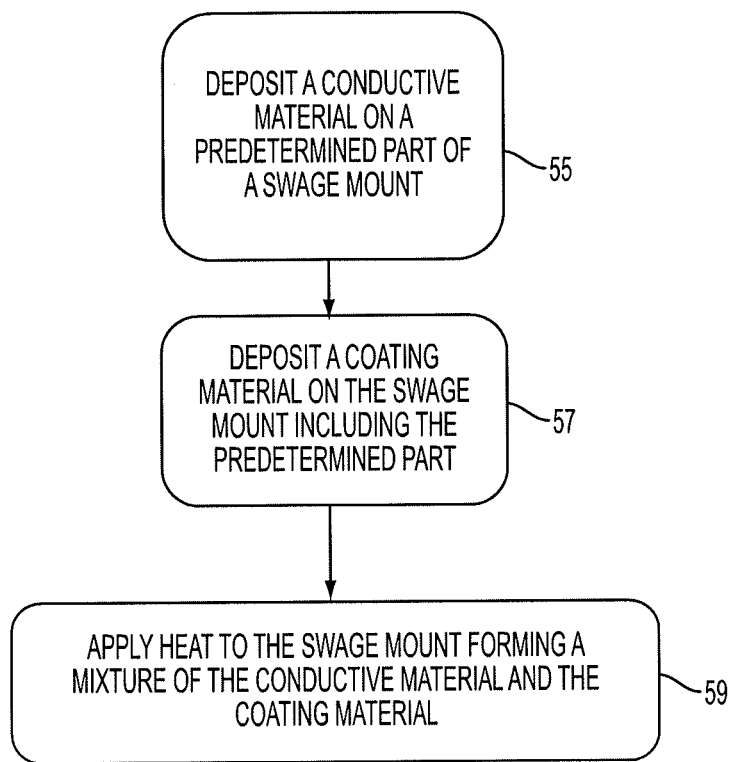 DEPOSIT A CONDUCTIVE
MATERIAL ON A
PREDETERMINED PART OF
A SWAGE MOUNT
55
DEPOSIT A COATING
MATERIAL ON THE SWAGE
MOUNT INCLUDING THE
PREDETERMINED PART
57
APPLY HEAT TO THE SWAGE MOUNT FORMING A
MIXTURE OF THE CONDUCTIVE MATERIAL AND THE
COATING MATERIAL
59